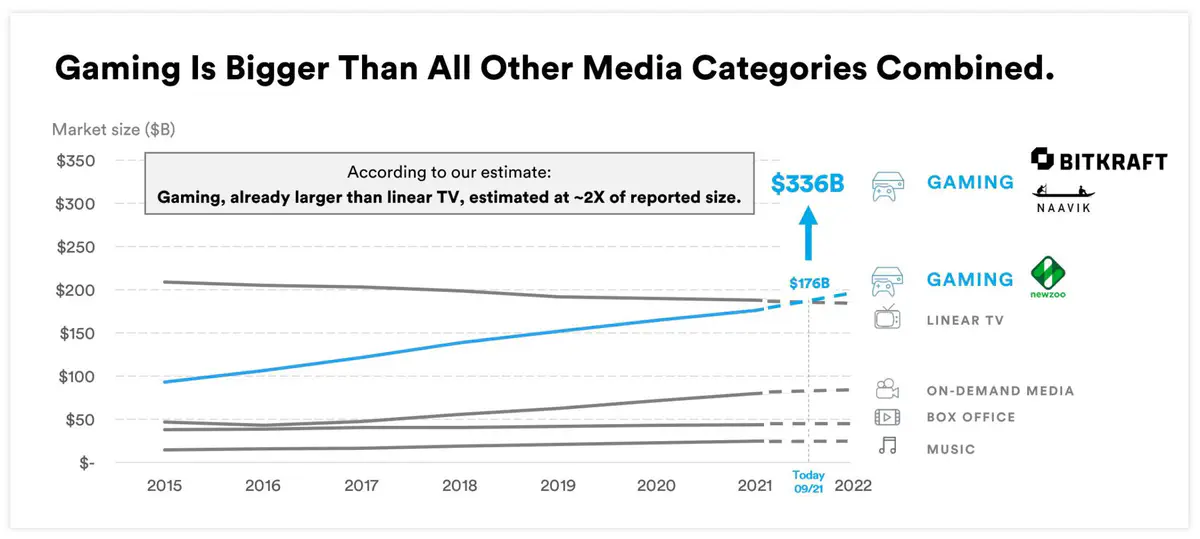 Gaming Is Bigger Than All Other Media Categories Combined.
Market size ($B)
$350
$300
$250
$200
$150
$100
$50
$-
According to our estimate:
Gaming, already larger than linear TV, estimated at ~2X of reported size.
$336B
$176B
GAMING
BITKRAFT
NAAVIK
GAMING
newzoo
LINEAR TV
ON-DEMAND MEDIA
BOX OFFICE
MUSIC
2015
2016
2017
2018
2019
2020
2021
Today
09/21
2022